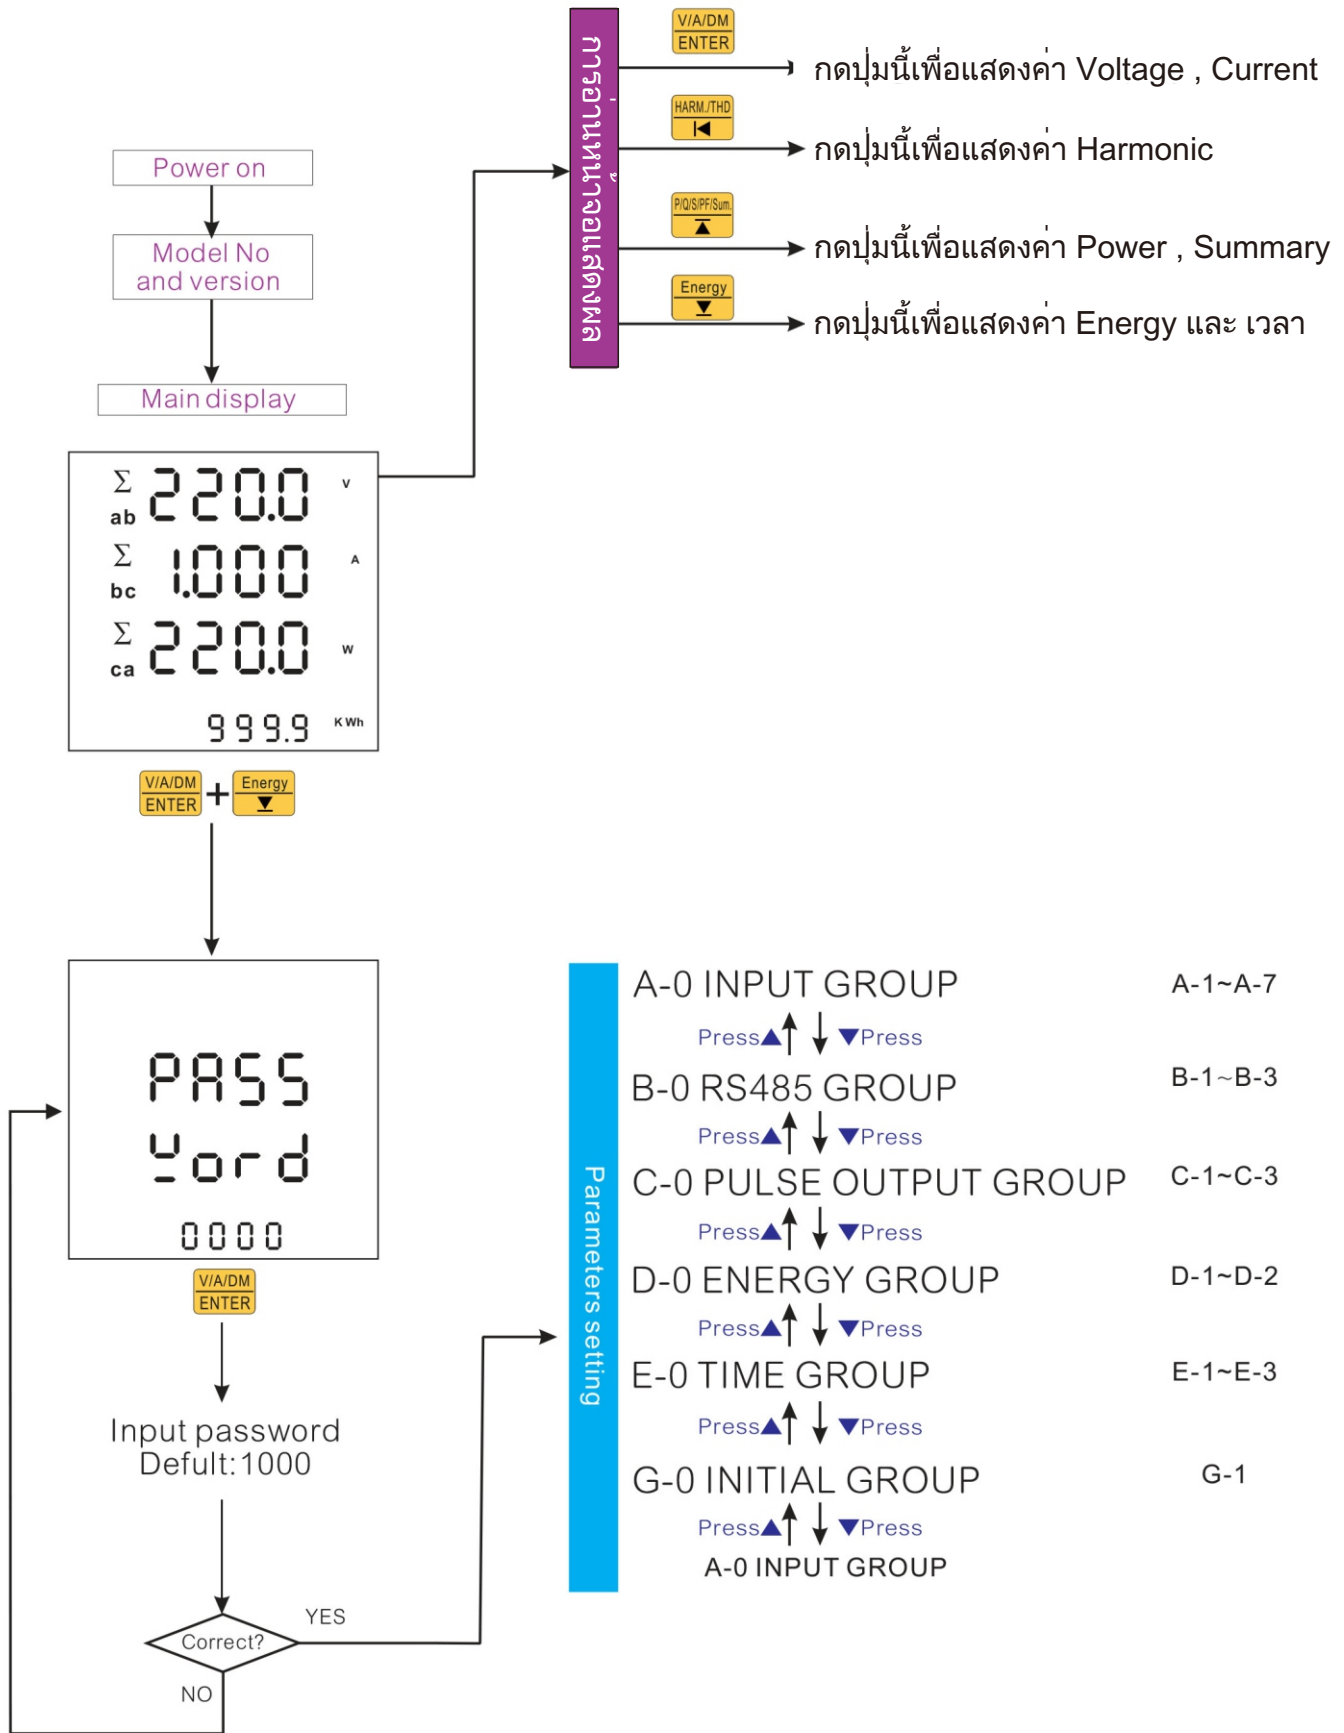 Power on
Model No
and version
Main display
Σ ab 220.0 V
Σ bc 1.000 A
Σ ca 220.0 W
999.9 K Wh
V/A/DM
ENTER
+
Energy
PASS
Yord
0000
V/A/DM
ENTER
Input password
Defult:1000
Correct?
YES
NO
การอ่านหน้าจอแสดงผล
V/A/DM
ENTER
กดปุ่มนี้เพื่อแสดงค่า Voltage , Current
HARM./THD
กดปุ่มนี้เพื่อแสดงค่า Harmonic
P/Q/S/PF/Sum.
กดปุ่มนี้เพื่อแสดงค่า Power , Summary
Energy
กดปุ่มนี้เพื่อแสดงค่า Energy และ เวลา
Parameters setting
A-0 INPUT GROUP A-1~A-7
Press▲ ▼Press
B-0 RS485 GROUP B-1~B-3
Press▲ ▼Press
C-0 PULSE OUTPUT GROUP C-1~C-3
Press▲ ▼Press
D-0 ENERGY GROUP D-1~D-2
Press▲ ▼Press
E-0 TIME GROUP E-1~E-3
Press▲ ▼Press
G-0 INITIAL GROUP G-1
Press▲ ▼Press
A-0 INPUT GROUP